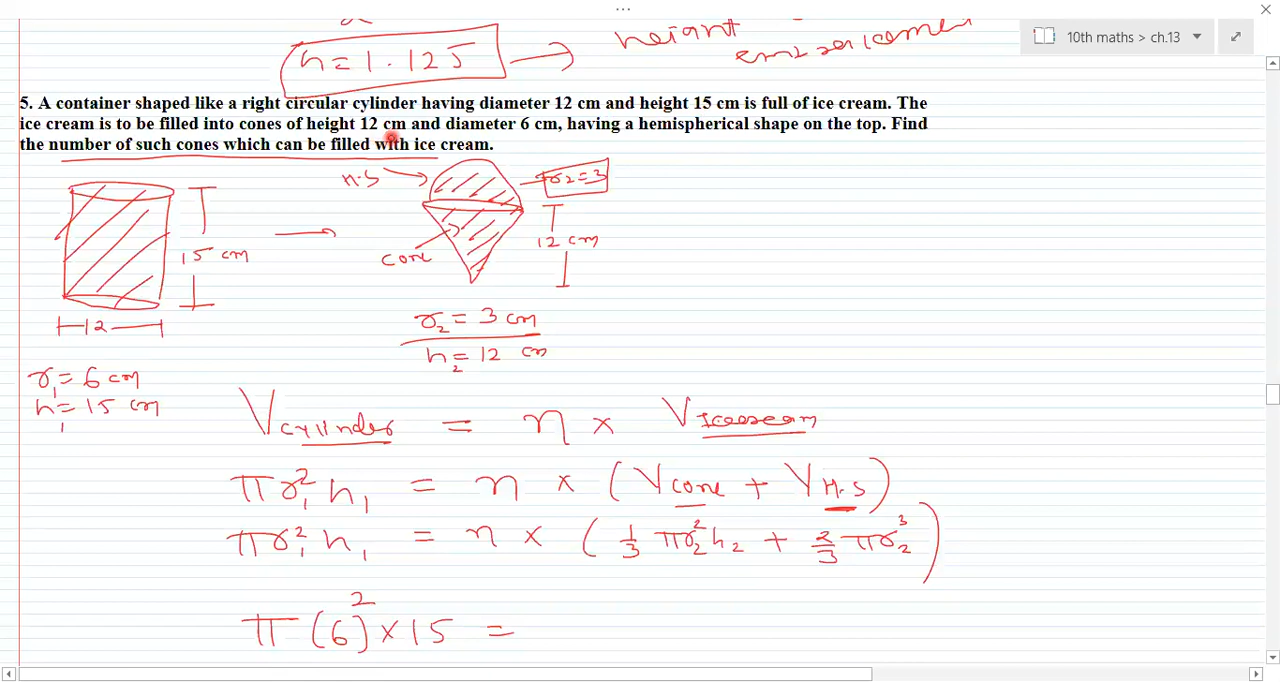 10th maths > ch.13
h = 1.125 → height
5. A container shaped like a right circular cylinder having diameter 12 cm and height 15 cm is full of ice cream. The
ice cream is to be filled into cones of height 12 cm and diameter 6 cm, having a hemispherical shape on the top. Find
the number of such cones which can be filled with ice cream.
H.S
r₂ = 3
15 cm
12 cm
cone
12
r₂ = 3 cm
h₂ = 12 cm
r₁ = 6 cm
h₁ = 15 cm
V cylinder = n × V Icecream
πr₁²h₁ = n × (V cone + V H.S)
πr₁²h₁ = n × (1/3 πr₂²h₂ + 2/3 πr₂³)
π(6)² × 15 =